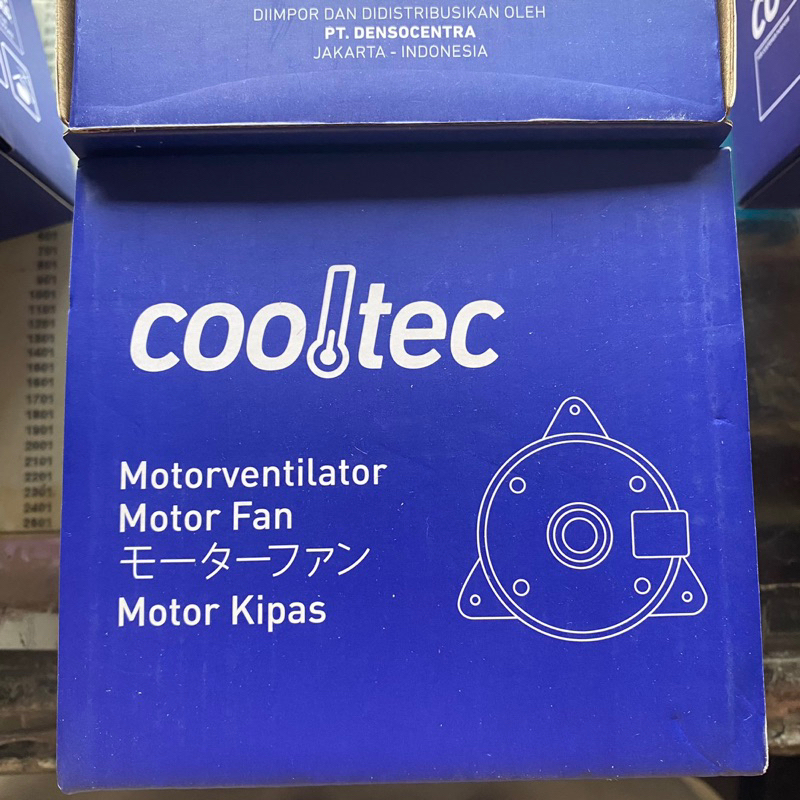 DIIMPOR DAN DIDISTRIBUSIKAN OLEH
PT. DENSOCENTRA
JAKARTA - INDONESIA
cooltec
Motorventilator
Motor Fan
モーターファン
Motor Kipas